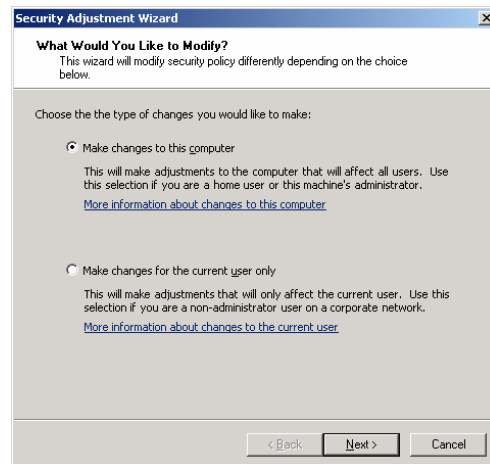 Security Adjustment Wizard
What Would You Like to Modify?
This wizard will modify security policy differently depending on the choice
below.
Choose the the type of changes you would like to make:
Make changes to this computer
This will make adjustments to the computer that will affect all users. Use
this selection if you are a home user or this machine's administrator.
More information about changes to this computer
Make changes for the current user only
This will make adjustments that will only affect the current user. Use this
selection if you are a non-administrator user on a corporate network.
More information about changes to the current user
< Back Next > Cancel